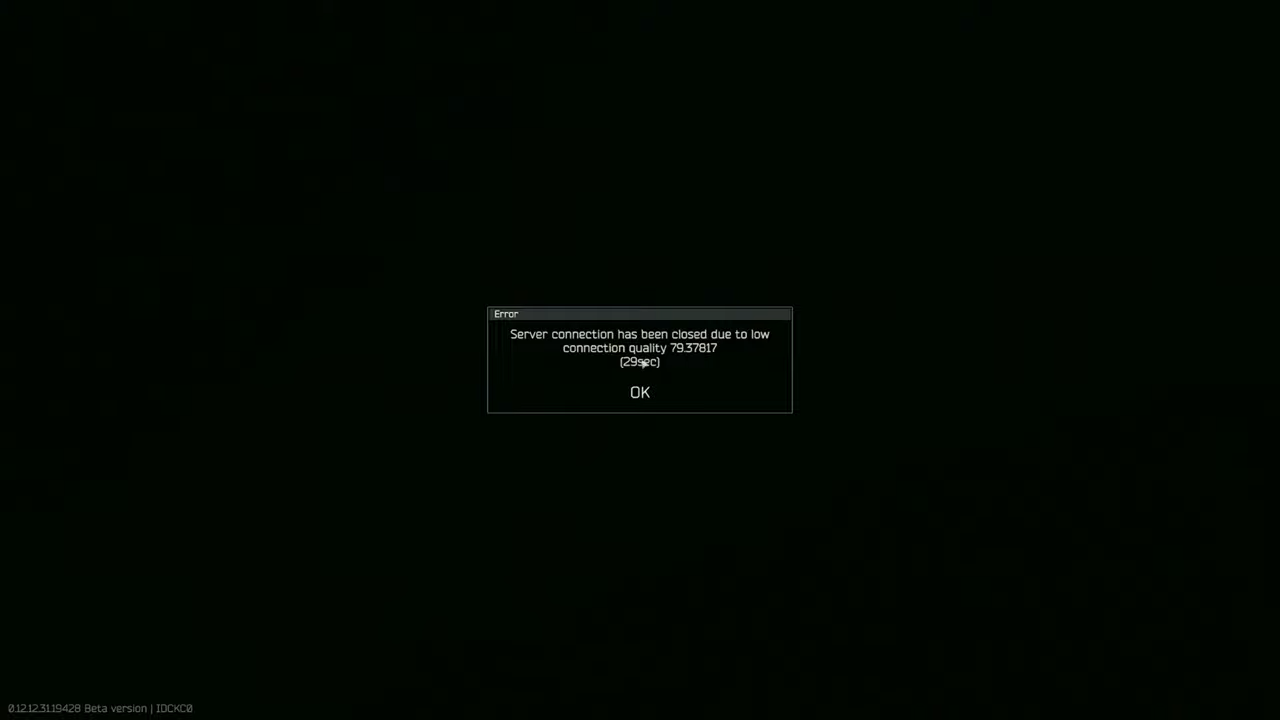 Error
Server connection has been closed due to low
connection quality 79.37817
(29sec)
OK
0.12.12.31.19428 Beta version | IDCKC0